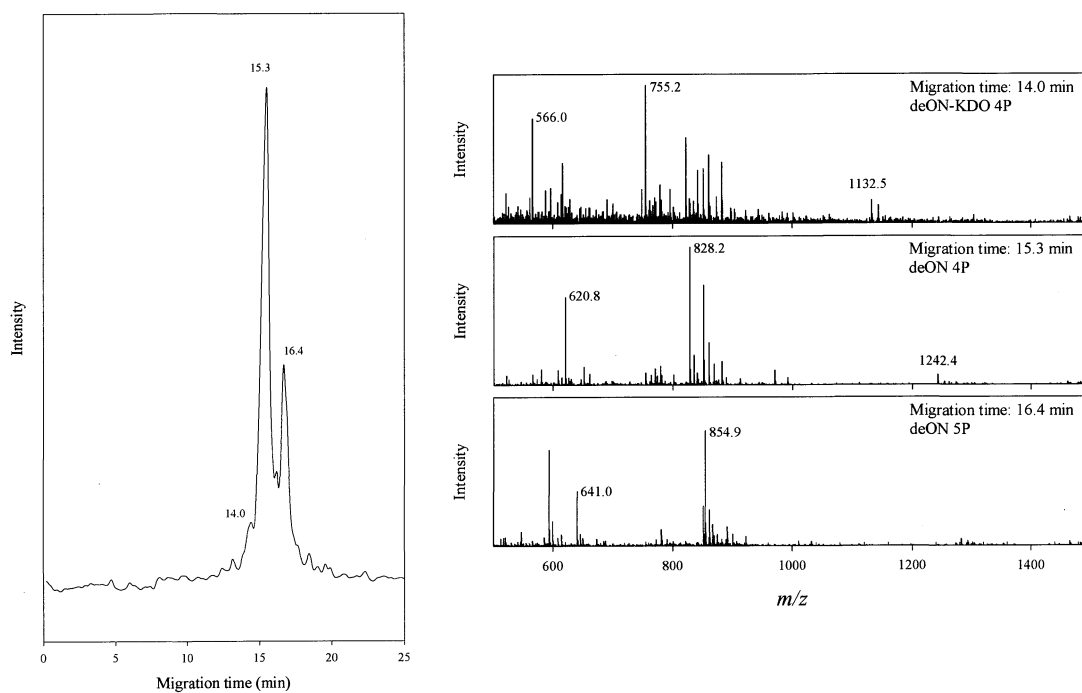 15.3
16.4
14.0
Intensity
0
5
10
15
20
25
Migration time (min)
Migration time: 14.0 min
deON-KDO 4P
755.2
566.0
1132.5
Intensity
Migration time: 15.3 min
deON 4P
828.2
620.8
1242.4
Intensity
Migration time: 16.4 min
deON 5P
854.9
641.0
Intensity
600
800
1000
1200
1400
m/z